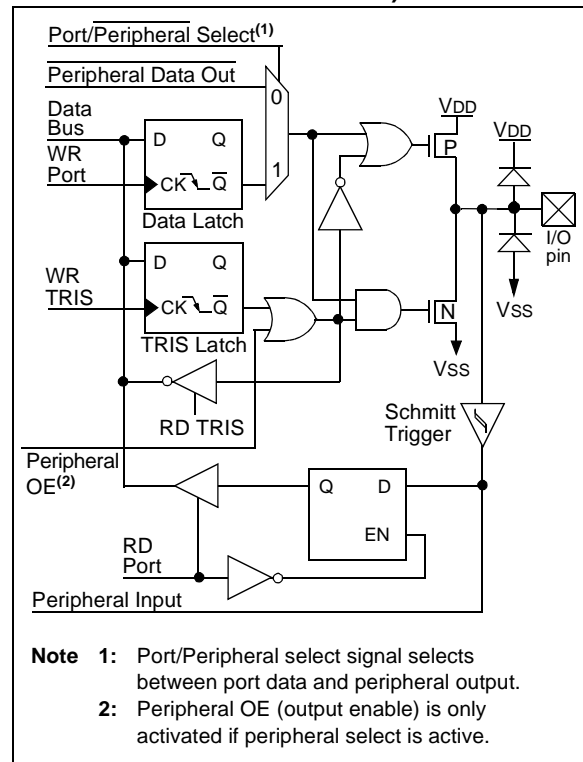 Port/Peripheral Select(1)
Peripheral Data Out
Data
Bus
WR
Port
D Q
CK Q
Data Latch
0
1
VDD
P
VDD
I/O
pin
WR
TRIS
D Q
CK Q
TRIS Latch
N
VSS
VSS
RD TRIS
Schmitt
Trigger
Peripheral
OE(2)
Q D
EN
RD
Port
Peripheral Input
Note 1: Port/Peripheral select signal selects
between port data and peripheral output.
2: Peripheral OE (output enable) is only
activated if peripheral select is active.